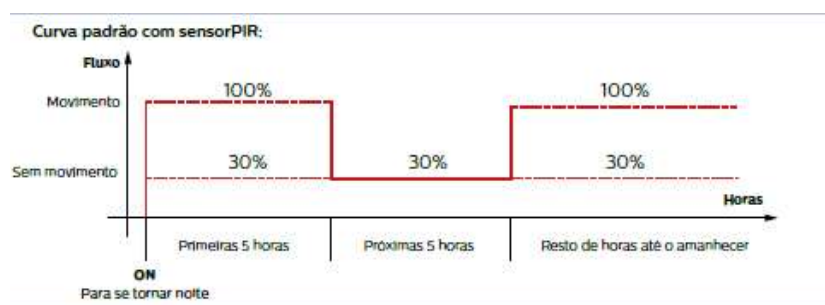 Curva padrão com sensorPIR:
Fluxo
Movimento
100%
100%
Sem movimento
30%
30%
30%
Horas
Primeiras 5 horas
Próximas 5 horas
Resto de horas até o amanhecer
ON
Para se tornar noite